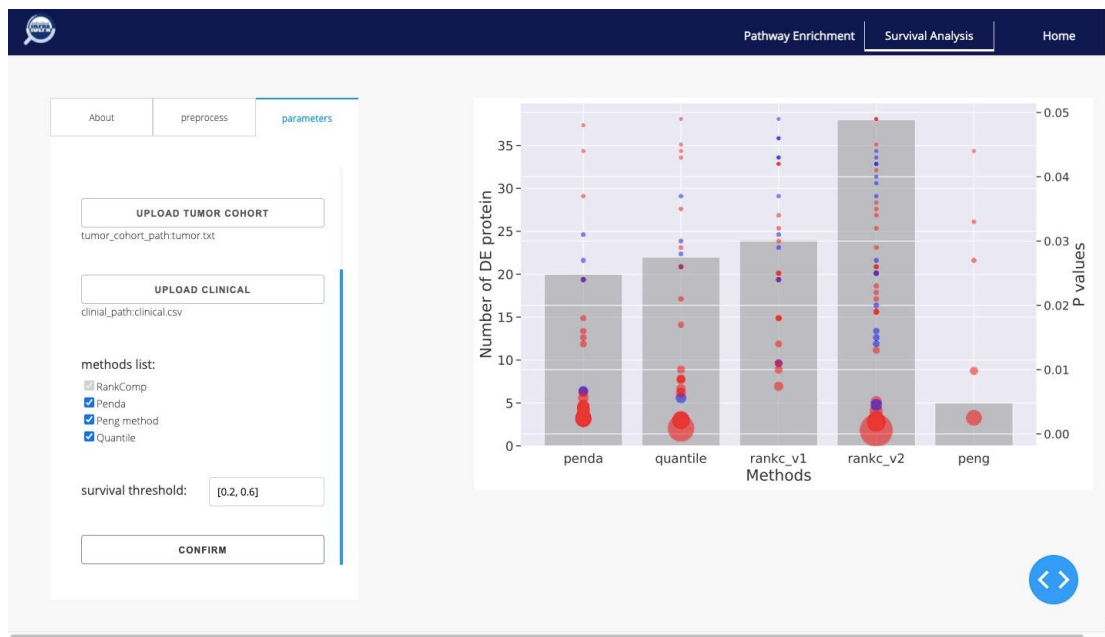 Pathway Enrichment
Survival Analysis
Home
About
preprocess
parameters
UPLOAD TUMOR COHORT
tumor_cohort_path:tumor.txt
UPLOAD CLINICAL
clinial_path:clinical.csv
methods list:
RankComp
Penda
Peng method
Quantile
survival threshold:
[0.2, 0.6]
CONFIRM
Number of DE protein
35
30
25
20
15
10
5
0
penda
quantile
rankc_v1
rankc_v2
peng
Methods
0.05
0.04
0.03
0.02
0.01
0.00
P values